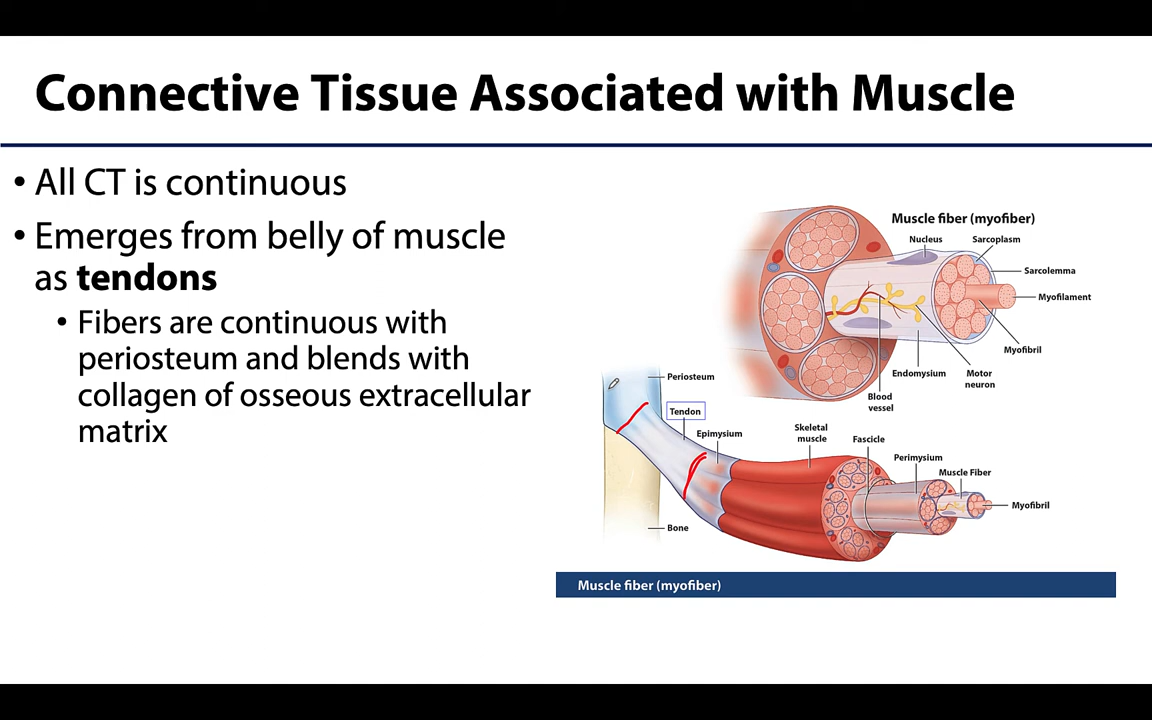 Connective Tissue Associated with Muscle
• All CT is continuous
• Emerges from belly of muscle
as tendons
• Fibers are continuous with
periosteum and blends with
collagen of osseous extracellular
matrix
Muscle fiber (myofiber)
Nucleus
Sarcoplasm
Sarcolemma
Myofilament
Myofibril
Endomysium
Motor
neuron
Blood
vessel
Periosteum
Tendon
Epimysium
Skeletal
muscle
Fascicle
Perimysium
Muscle Fiber
Myofibril
Bone
Muscle fiber (myofiber)